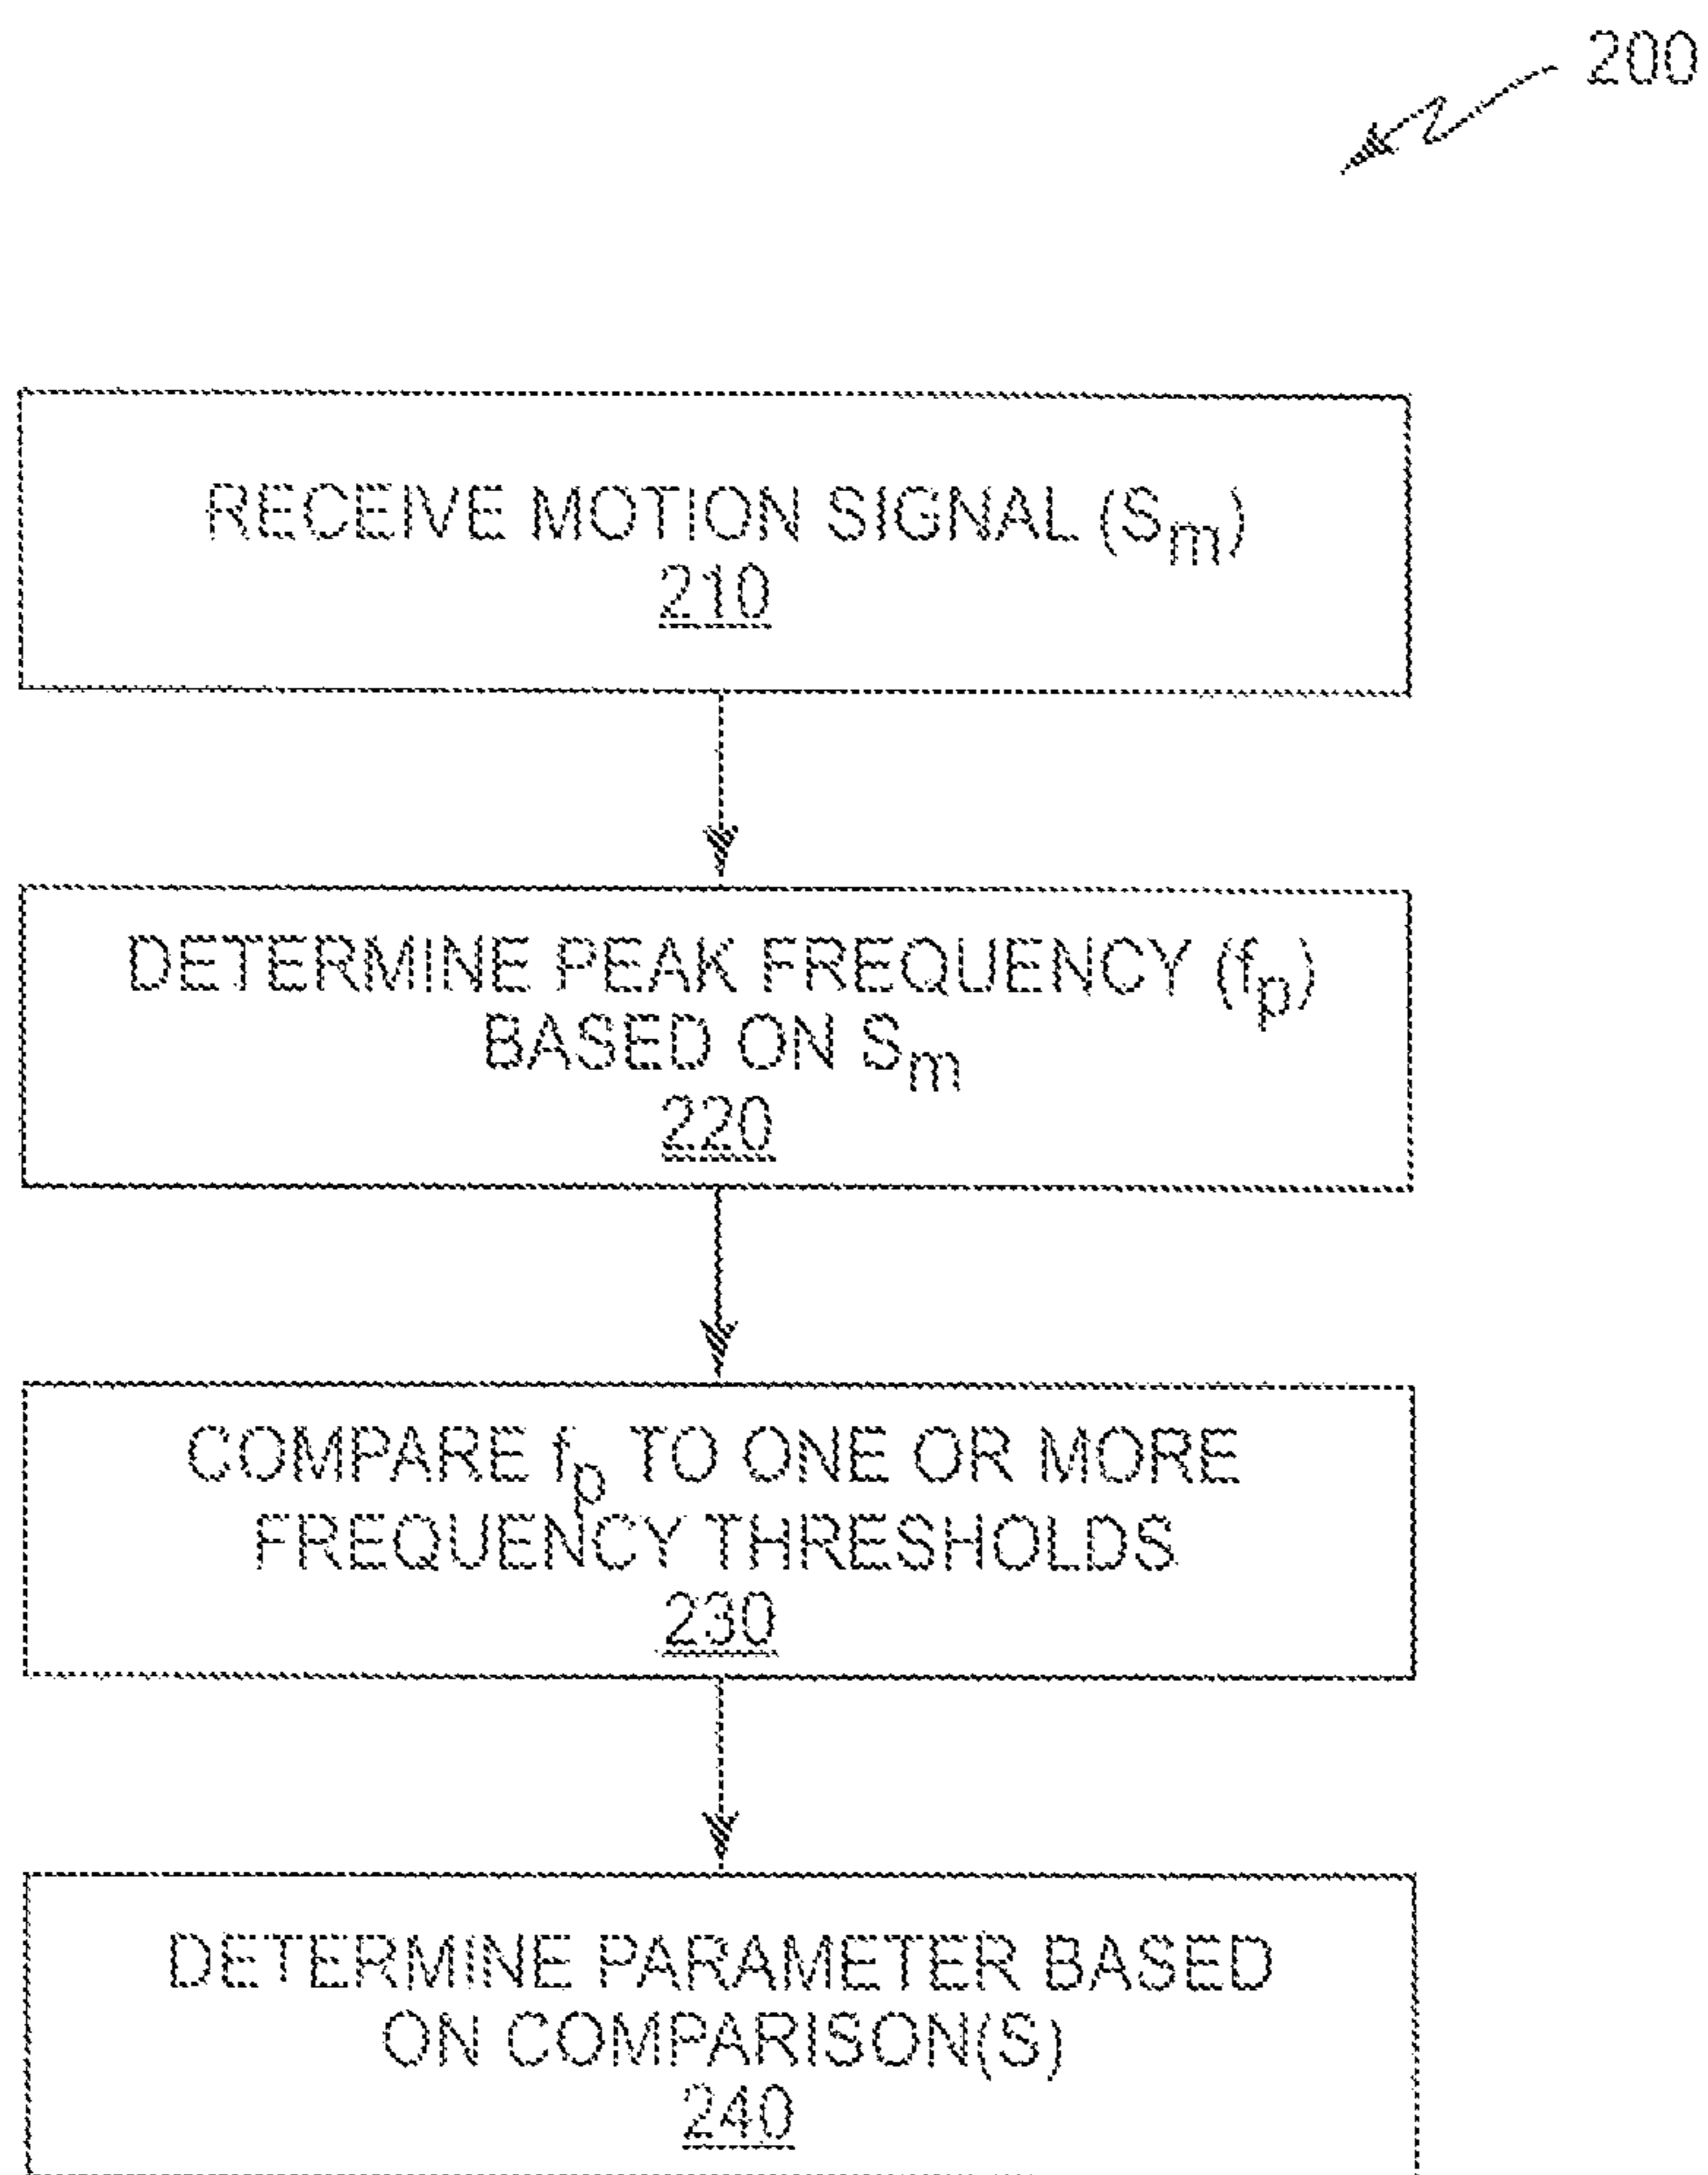 200
RECEIVE MOTION SIGNAL (Sm)
210
DETERMINE PEAK FREQUENCY (fp)
BASED ON Sm
220
COMPARE fp TO ONE OR MORE
FREQUENCY THRESHOLDS
230
DETERMINE PARAMETER BASED
ON COMPARISON(S)
240